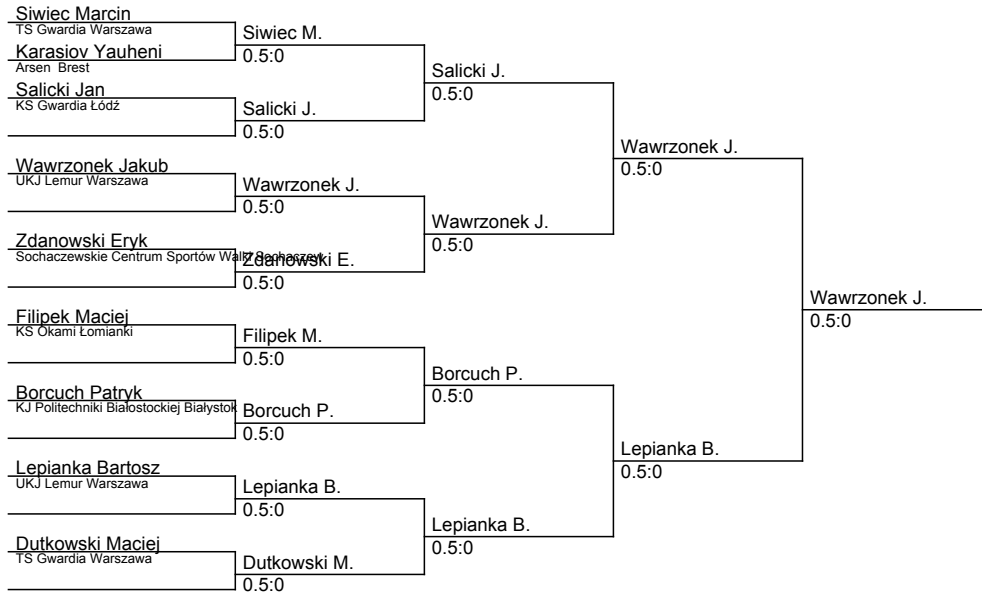 Siwiec Marcin
TS Gwardia Warszawa
Karasiov Yauheni
Arsen Brest
Salicki Jan
KS Gwardia Łódź
Wawrzonek Jakub
UKJ Lemur Warszawa
Zdanowski Eryk
Sochaczewskie Centrum Sportów Walki Sochaczew
Filipek Maciej
KS Okami Łomianki
Borcuch Patryk
KJ Politechniki Białostockiej Białystok
Lepianka Bartosz
UKJ Lemur Warszawa
Dutkowski Maciej
TS Gwardia Warszawa
Siwiec M.
0.5:0
Salicki J.
0.5:0
Wawrzonek J.
0.5:0
Zdanowski E.
0.5:0
Filipek M.
0.5:0
Borcuch P.
0.5:0
Lepianka B.
0.5:0
Dutkowski M.
0.5:0
Salicki J.
0.5:0
Wawrzonek J.
0.5:0
Borcuch P.
0.5:0
Lepianka B.
0.5:0
Wawrzonek J.
0.5:0
Lepianka B.
0.5:0
Wawrzonek J.
0.5:0